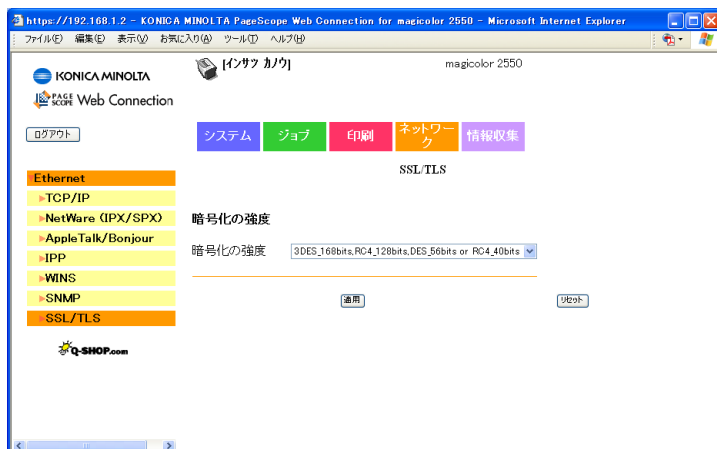 https://192.168.1.2 - KONICA MINOLTA PageScope Web Connection for magicolor 2550 - Microsoft Internet Explorer
ファイル(F) 編集(E) 表示(V) お気に入り(A) ツール(T) ヘルプ(H)
KONICA MINOLTA
[インサツ カノウ]
magicolor 2550
PAGE SCOPE Web Connection
ログアウト
システム
ジョブ
印刷
ネットワーク
情報収集
SSL/TLS
Ethernet
TCP/IP
NetWare (IPX/SPX)
AppleTalk/Bonjour
IPP
WINS
SNMP
SSL/TLS
Q-SHOP.com
暗号化の強度
暗号化の強度 3DES_168bits,RC4_128bits,DES_56bits or RC4_40bits
適用
リセット